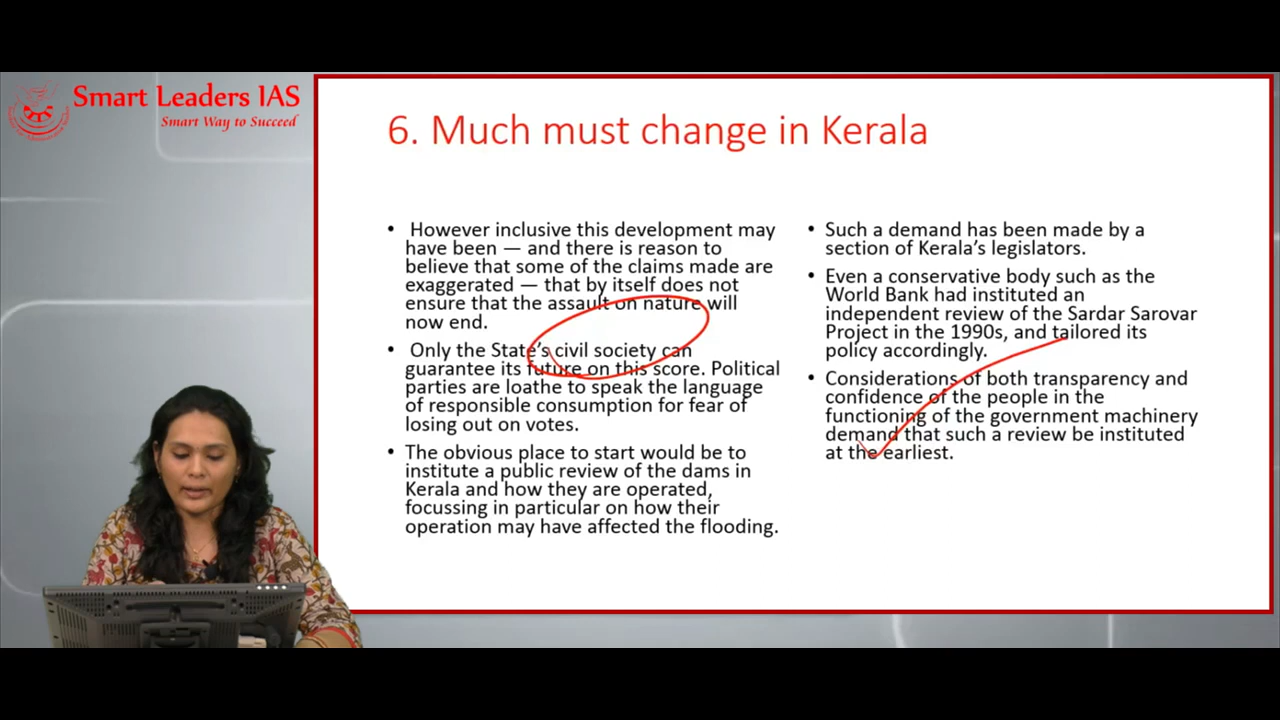 Smart Leaders IAS
Smart Way to Succeed
6. Much must change in Kerala
• However inclusive this development may
have been — and there is reason to
believe that some of the claims made are
exaggerated — that by itself does not
ensure that the assault on nature will
now end.
• Only the State’s civil society can
guarantee its future on this score. Political
parties are loathe to speak the language
of responsible consumption for fear of
losing out on votes.
• The obvious place to start would be to
institute a public review of the dams in
Kerala and how they are operated,
focussing in particular on how their
operation may have affected the flooding.
• Such a demand has been made by a
section of Kerala’s legislators.
• Even a conservative body such as the
World Bank had instituted an
independent review of the Sardar Sarovar
Project in the 1990s, and tailored its
policy accordingly.
• Considerations of both transparency and
confidence of the people in the
functioning of the government machinery
demand that such a review be instituted
at the earliest.